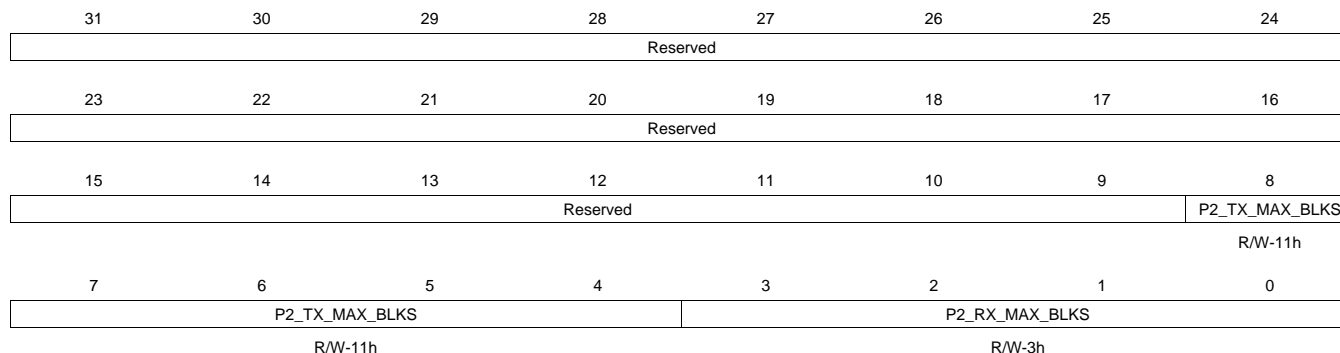 31 30 29 28 27 26 25 24
Reserved
23 22 21 20 19 18 17 16
Reserved
15 14 13 12 11 10 9 8
Reserved P2_TX_MAX_BLKS
R/W-11h
7 6 5 4 3 2 1 0
P2_TX_MAX_BLKS P2_RX_MAX_BLKS
R/W-11h R/W-3h